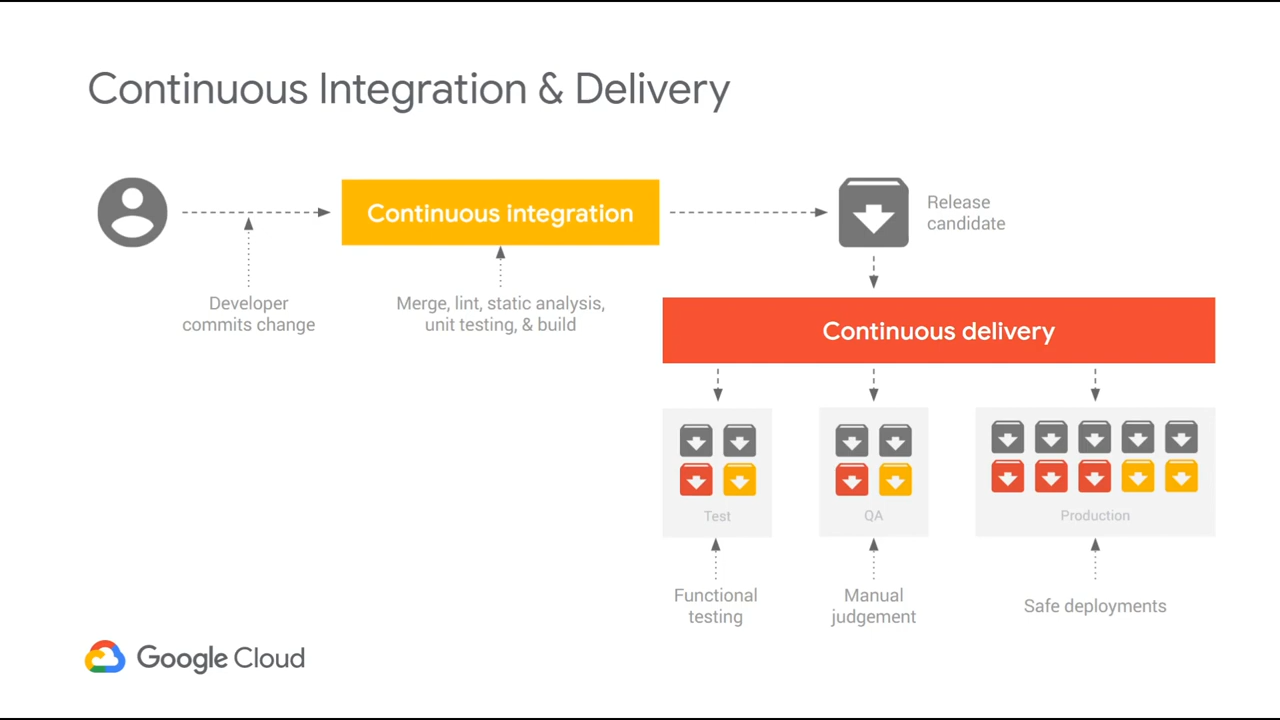 Continuous Integration & Delivery
Continuous integration
Release
candidate
Developer
commits change
Merge, lint, static analysis,
unit testing, & build
Continuous delivery
Test
QA
Production
Functional
testing
Manual
judgement
Safe deployments
Google Cloud